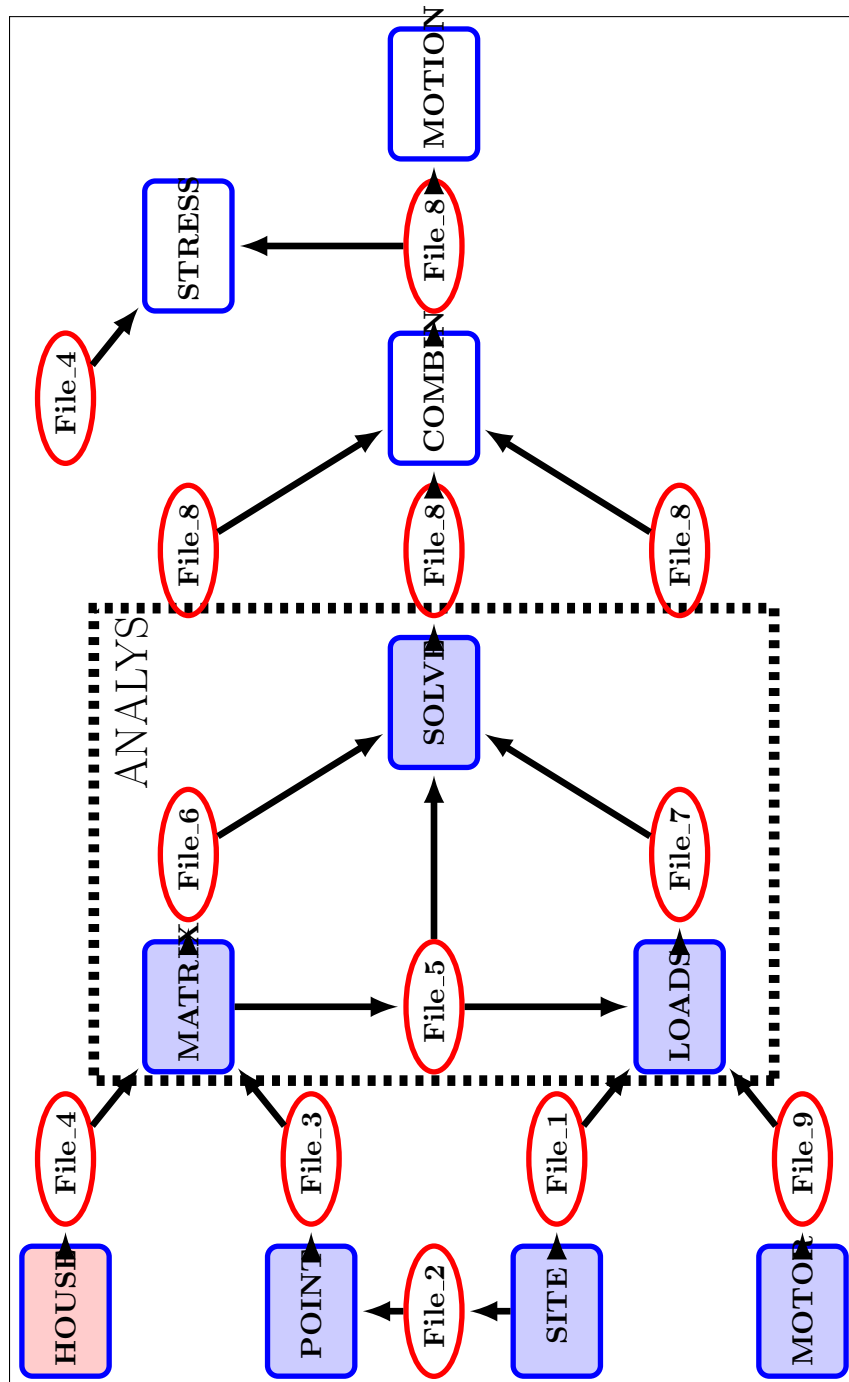 HOUSE
File_4
File_4
ANALYS
MATRIX
File_6
File_8
STRESS
POINT
File_3
File_2
File_5
SOLVE
File_8
COMBIN
File_8
MOTION
SITE
File_1
LOADS
File_7
File_8
MOTOR
File_9